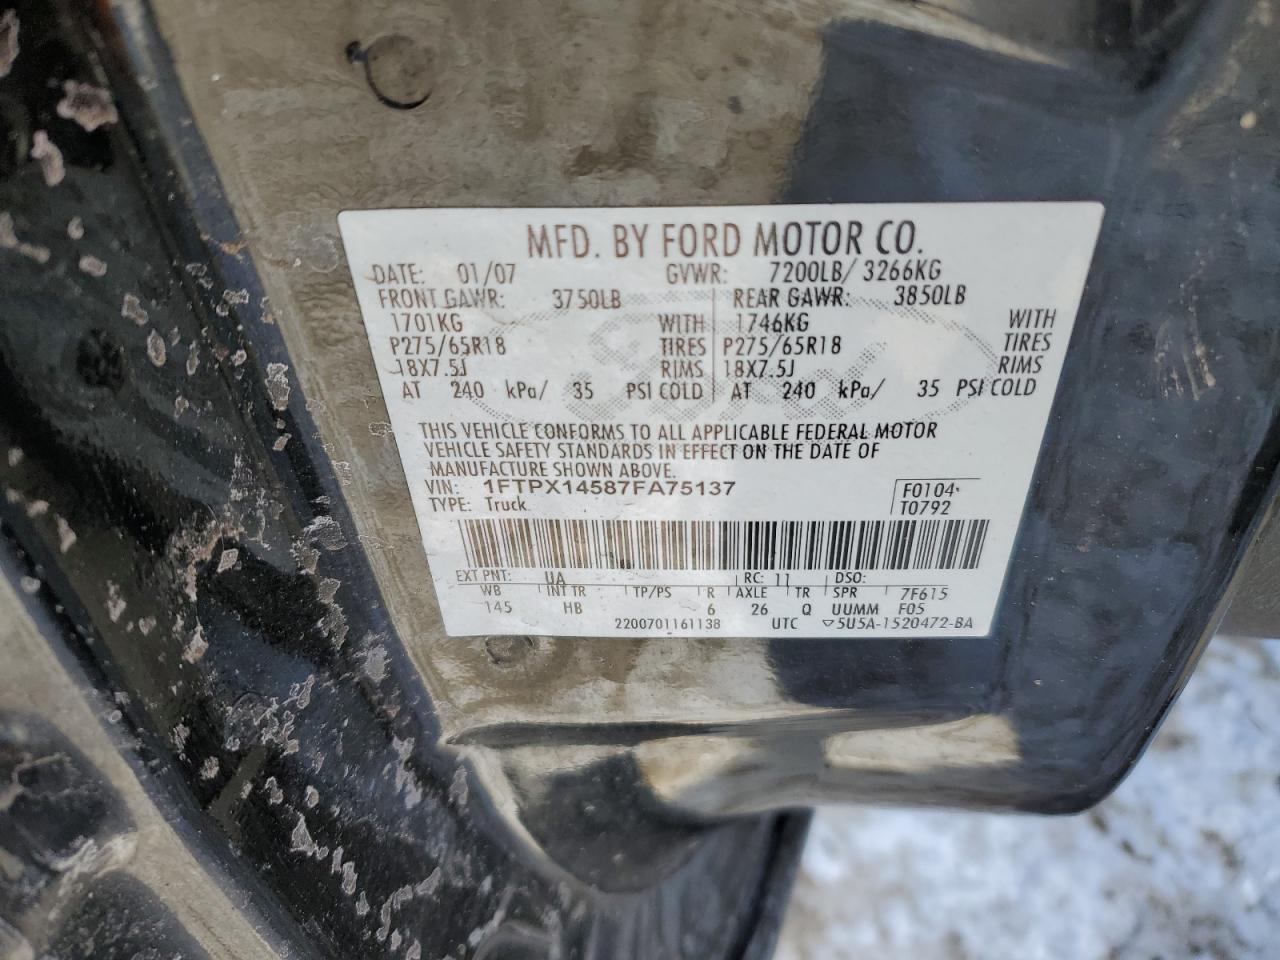 MFD. BY FORD MOTOR CO.
DATE: 01/07 GVWR: 7200LB/ 3266KG
FRONT GAWR: 3750LB REAR GAWR: 3850LB
1701KG WITH 1746KG WITH
P275/65R18 TIRES P275/65R18 TIRES
18X7.5J RIMS 18X7.5J RIMS
AT 240 kPa/ 35 PSI COLD AT 240 kPa/ 35 PSI COLD
THIS VEHICLE CONFORMS TO ALL APPLICABLE FEDERAL MOTOR
VEHICLE SAFETY STANDARDS IN EFFECT ON THE DATE OF
MANUFACTURE SHOWN ABOVE.
VIN: 1FTPX14587FA75137 F0104
TYPE: Truck T0792
EXT PNT: UA RC: 11 DSO:
WB INT TR TP/PS R AXLE TR SPR 7F615
145 HB 6 26 Q UUMM F05
2200701161138 UTC ▽5U5A-1520472-BA